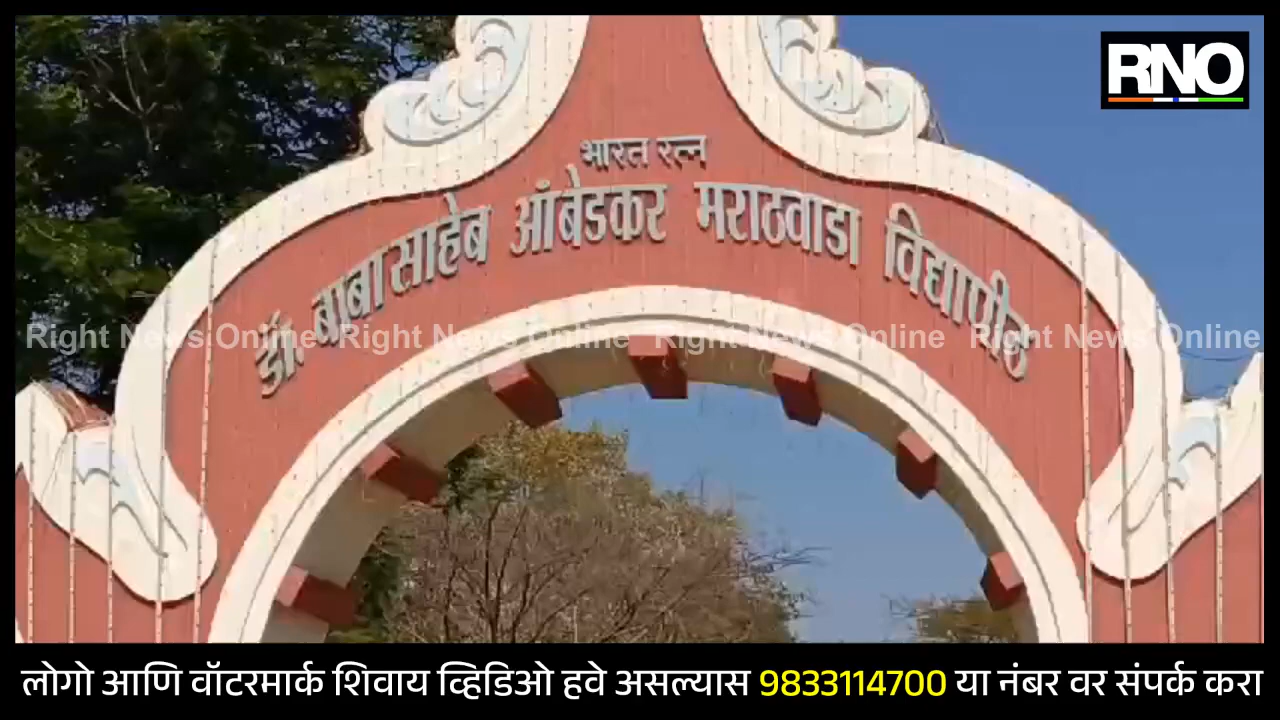 RNO
भारत रत्न
डॉ. बाबासाहेब आंबेडकर मराठवाडा विद्यापीठ
Right News Online Right News Online Right News Online Right News Online
लोगो आणि वॉटरमार्क शिवाय व्हिडिओ हवे असल्यास 9833114700 या नंबर वर संपर्क करा